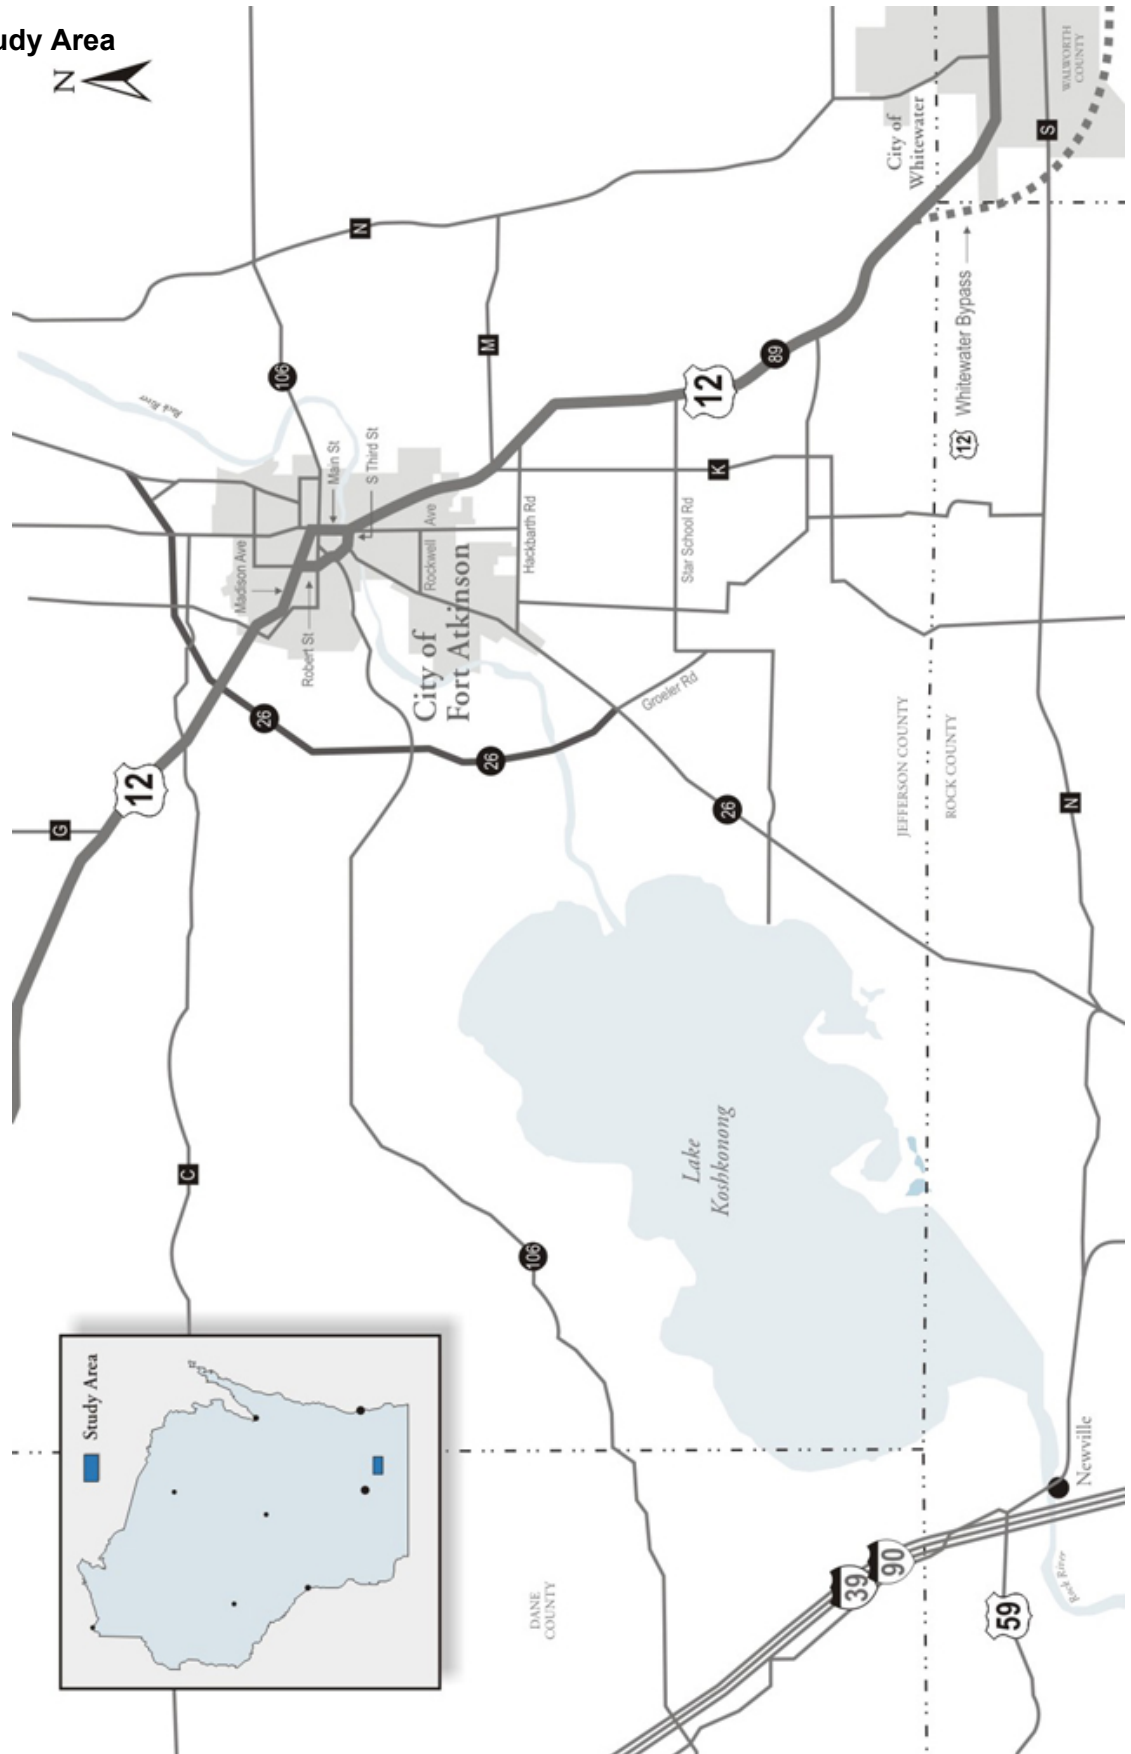 udy Area
N
WALWORTH
COUNTY
City of
Whitewater
S
N
106
M
Rock River
Main St
S Third St
12
89
12
Whitewater Bypass
K
Madison Ave
Robert St
Rockwell
Ave
Hackbarth Rd
Star School Rd
City of
Fort Atkinson
26
Groeler Rd
12
G
26
26
JEFFERSON COUNTY
ROCK COUNTY
N
C
Lake
Koshkonong
106
Study Area
DANE
COUNTY
39
90
59
Newville
Rock River